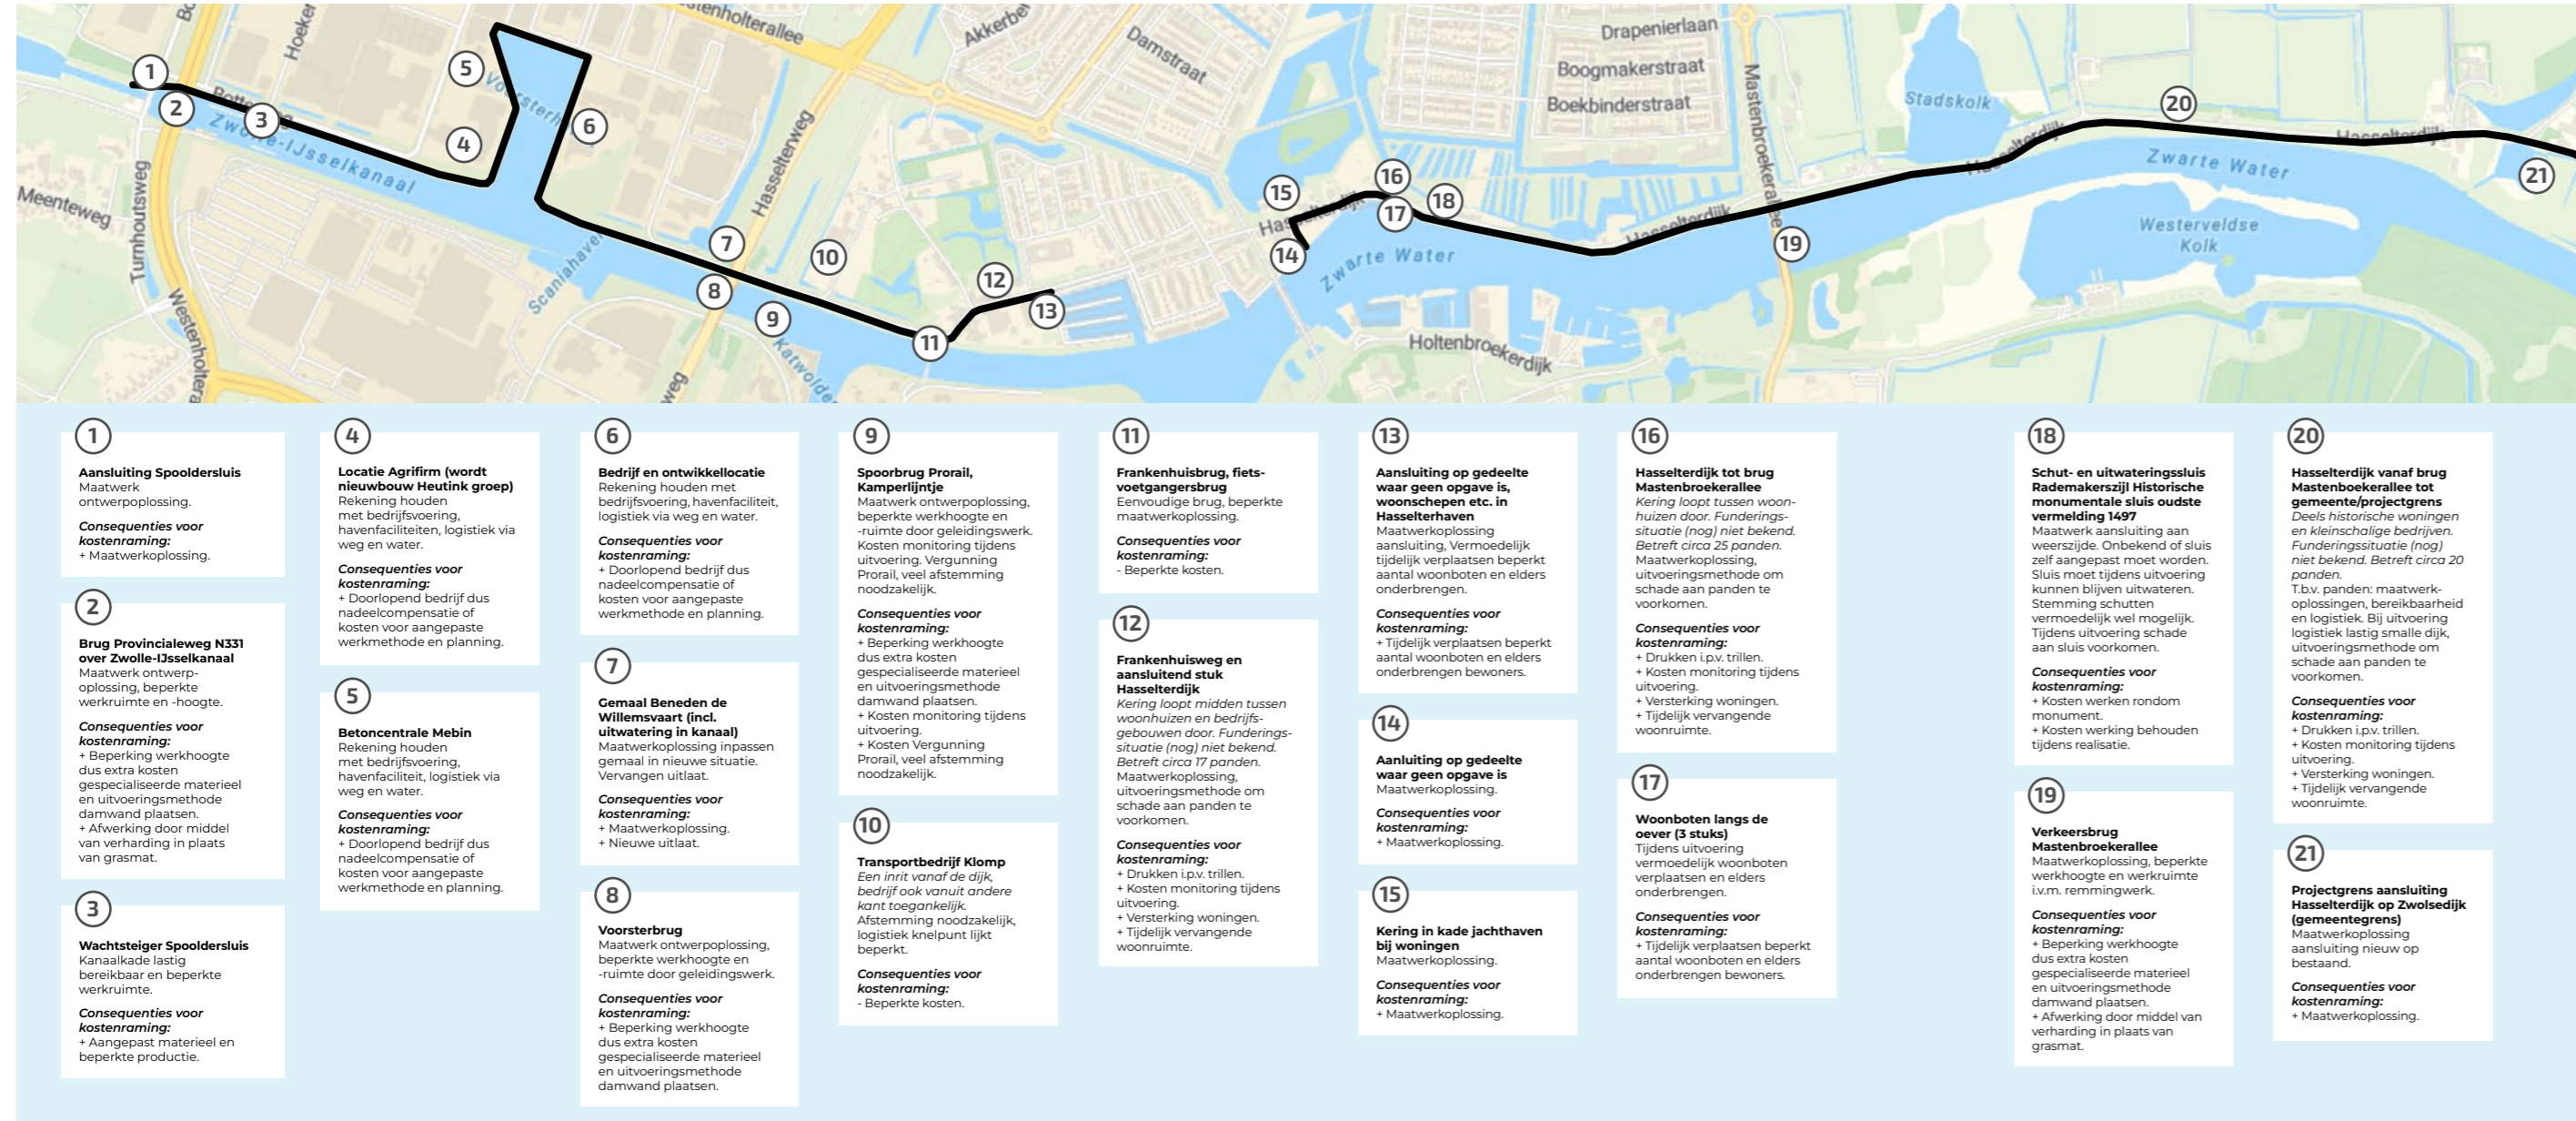 Bo
Hoeker
stenholterallee
Akkerbe
Damstraat
Drapenierlaan
Boogmakerstraat
Boekbinderstraat
Mastenbroekerallee
Stadskolk
Hasselterdijk
Hasselterdijk
Zwarte Water
Westerveldse
Kolk
Meenteweg
Turnhoutsweg
Westenholtera
Zwolle-IJsselkanaal
Hasselterweg
Scaniahaven
Katwolde
weg
Hasselterdijk
Zwarte Water
Hasselterdijk
Holtenbroekerdijk
1
2
3
4
5
6
7
8
9
10
11
12
13
14
15
16
17
18
19
20
21
1
Aansluiting Spooldersluis
Maatwerk
ontwerpoplossing.
Consequenties voor
kostenraming:
+ Maatwerkoplossing.
2
Brug Provincialeweg N331
over Zwolle-IJsselkanaal
Maatwerk ontwerp-
oplossing, beperkte
werkruimte en -hoogte.
Consequenties voor
kostenraming:
+ Beperking werkhoogte
dus extra kosten
gespecialiseerde materieel
en uitvoeringsmethode
damwand plaatsen.
+ Afwerking door middel
van verharding in plaats
van grasmat.
3
Wachtsteiger Spooldersluis
Kanaalkade lastig
bereikbaar en beperkte
werkruimte.
Consequenties voor
kostenraming:
+ Aangepast materieel en
beperkte productie.
4
Locatie Agrifirm (wordt
nieuwbouw Heutink groep)
Rekening houden
met bedrijfsvoering,
havenfaciliteiten, logistiek via
weg en water.
Consequenties voor
kostenraming:
+ Doorlopend bedrijf dus
nadeelcompensatie of
kosten voor aangepaste
werkmethode en planning.
5
Betoncentrale Mebin
Rekening houden
met bedrijfsvoering,
havenfaciliteit, logistiek via
weg en water.
Consequenties voor
kostenraming:
+ Doorlopend bedrijf dus
nadeelcompensatie of
kosten voor aangepaste
werkmethode en planning.
6
Bedrijf en ontwikkellocatie
Rekening houden met
bedrijfsvoering, havenfaciliteit,
logistiek via weg en water.
Consequenties voor
kostenraming:
+ Doorlopend bedrijf dus
nadeelcompensatie of
kosten voor aangepaste
werkmethode en planning.
7
Gemaal Beneden de
Willemsvaart (incl.
uitwatering in kanaal)
Maatwerkoplossing inpassen
gemaal in nieuwe situatie.
Vervangen uitlaat.
Consequenties voor
kostenraming:
+ Maatwerkoplossing.
+ Nieuwe uitlaat.
8
Voorsterbrug
Maatwerk ontwerpoplossing,
beperkte werkhoogte en
-ruimte door geleidingswerk.
Consequenties voor
kostenraming:
+ Beperking werkhoogte
dus extra kosten
gespecialiseerde materieel
en uitvoeringsmethode
damwand plaatsen.
9
Spoorbrug Prorail,
Kamperlijntje
Maatwerk ontwerpoplossing,
beperkte werkhoogte en
-ruimte door geleidingswerk.
Kosten monitoring tijdens
uitvoering. Vergunning
Prorail, veel afstemming
noodzakelijk.
Consequenties voor
kostenraming:
+ Beperking werkhoogte
dus extra kosten
gespecialiseerde materieel
en uitvoeringsmethode
damwand plaatsen.
+ Kosten monitoring tijdens
uitvoering.
+ Kosten Vergunning
Prorail, veel afstemming
noodzakelijk.
10
Transportbedrijf Klomp
Een inrit vanaf de dijk,
bedrijf ook vanuit andere
kant toegankelijk.
Afstemming noodzakelijk,
logistiek knelpunt lijkt
beperkt.
Consequenties voor
kostenraming:
- Beperkte kosten.
11
Frankenhuisbrug, fiets-
voetgangersbrug
Eenvoudige brug, beperkte
maatwerkoplossing.
Consequenties voor
kostenraming:
- Beperkte kosten.
12
Frankenhuisweg en
aansluitend stuk
Hasselterdijk
Kering loopt midden tussen
woonhuizen en bedrijfs-
gebouwen door. Funderings-
situatie (nog) niet bekend.
Betreft circa 17 panden.
Maatwerkoplossing,
uitvoeringsmethode om
schade aan panden te
voorkomen.
Consequenties voor
kostenraming:
+ Drukken i.p.v. trillen.
+ Kosten monitoring tijdens
uitvoering.
+ Versterking woningen.
+ Tijdelijk vervangende
woonruimte.
13
Aansluiting op gedeelte
waar geen opgave is,
woonschepen etc. in
Hasselterhaven
Maatwerkoplossing
aansluiting, Vermoedelijk
tijdelijk verplaatsen beperkt
aantal woonboten en elders
onderbrengen.
Consequenties voor
kostenraming:
+ Tijdelijk verplaatsen beperkt
aantal woonboten en elders
onderbrengen bewoners.
14
Aanluiting op gedeelte
waar geen opgave is
Maatwerkoplossing.
Consequenties voor
kostenraming:
+ Maatwerkoplossing.
15
Kering in kade jachthaven
bij woningen
Maatwerkoplossing.
Consequenties voor
kostenraming:
+ Maatwerkoplossing.
16
Hasselterdijk tot brug
Mastenbroekerallee
Kering loopt tussen woon-
huizen door. Funderings-
situatie (nog) niet bekend.
Betreft circa 25 panden.
Maatwerkoplossing,
uitvoeringsmethode om
schade aan panden te
voorkomen.
Consequenties voor
kostenraming:
+ Drukken i.p.v. trillen.
+ Kosten monitoring tijdens
uitvoering.
+ Versterking woningen.
+ Tijdelijk vervangende
woonruimte.
17
Woonboten langs de
oever (3 stuks)
Tijdens uitvoering
vermoedelijk woonboten
verplaatsen en elders
onderbrengen.
Consequenties voor
kostenraming:
+ Tijdelijk verplaatsen beperkt
aantal woonboten en elders
onderbrengen bewoners.
18
Schut- en uitwateringssluis
Rademakerszijl Historische
monumentale sluis oudste
vermelding 1497
Maatwerk aansluiting aan
weerszijde. Onbekend of sluis
zelf aangepast moet worden.
Sluis moet tijdens uitvoering
kunnen blijven uitwateren.
Stemming schutten
vermoedelijk wel mogelijk.
Tijdens uitvoering schade
aan sluis voorkomen.
Consequenties voor
kostenraming:
+ Kosten werken rondom
monument.
+ Kosten werking behouden
tijdens realisatie.
19
Verkeersbrug
Mastenbroekerallee
Maatwerkoplossing, beperkte
werkhoogte en werkruimte
i.v.m. remmingwerk.
Consequenties voor
kostenraming:
+ Beperking werkhoogte
dus extra kosten
gespecialiseerde materieel
en uitvoeringsmethode
damwand plaatsen.
+ Afwerking door middel van
verharding in plaats van
grasmat.
20
Hasselterdijk vanaf brug
Mastenboekerallee tot
gemeente/projectgrens
Deels historische woningen
en kleinschalige bedrijven.
Funderingssituatie (nog)
niet bekend. Betreft circa 20
panden.
T.b.v. panden: maatwerk-
oplossingen, bereikbaarheid
en logistiek. Bij uitvoering
logistiek lastig smalle dijk,
uitvoeringsmethode om
schade aan panden te
voorkomen.
Consequenties voor
kostenraming:
+ Drukken i.p.v. trillen.
+ Kosten monitoring tijdens
uitvoering.
+ Versterking woningen.
+ Tijdelijk vervangende
woonruimte.
21
Projectgrens aansluiting
Hasselterdijk op Zwolsedijk
(gemeentegrens)
Maatwerkoplossing
aansluiting nieuw op
bestaand.
Consequenties voor
kostenraming:
+ Maatwerkoplossing.